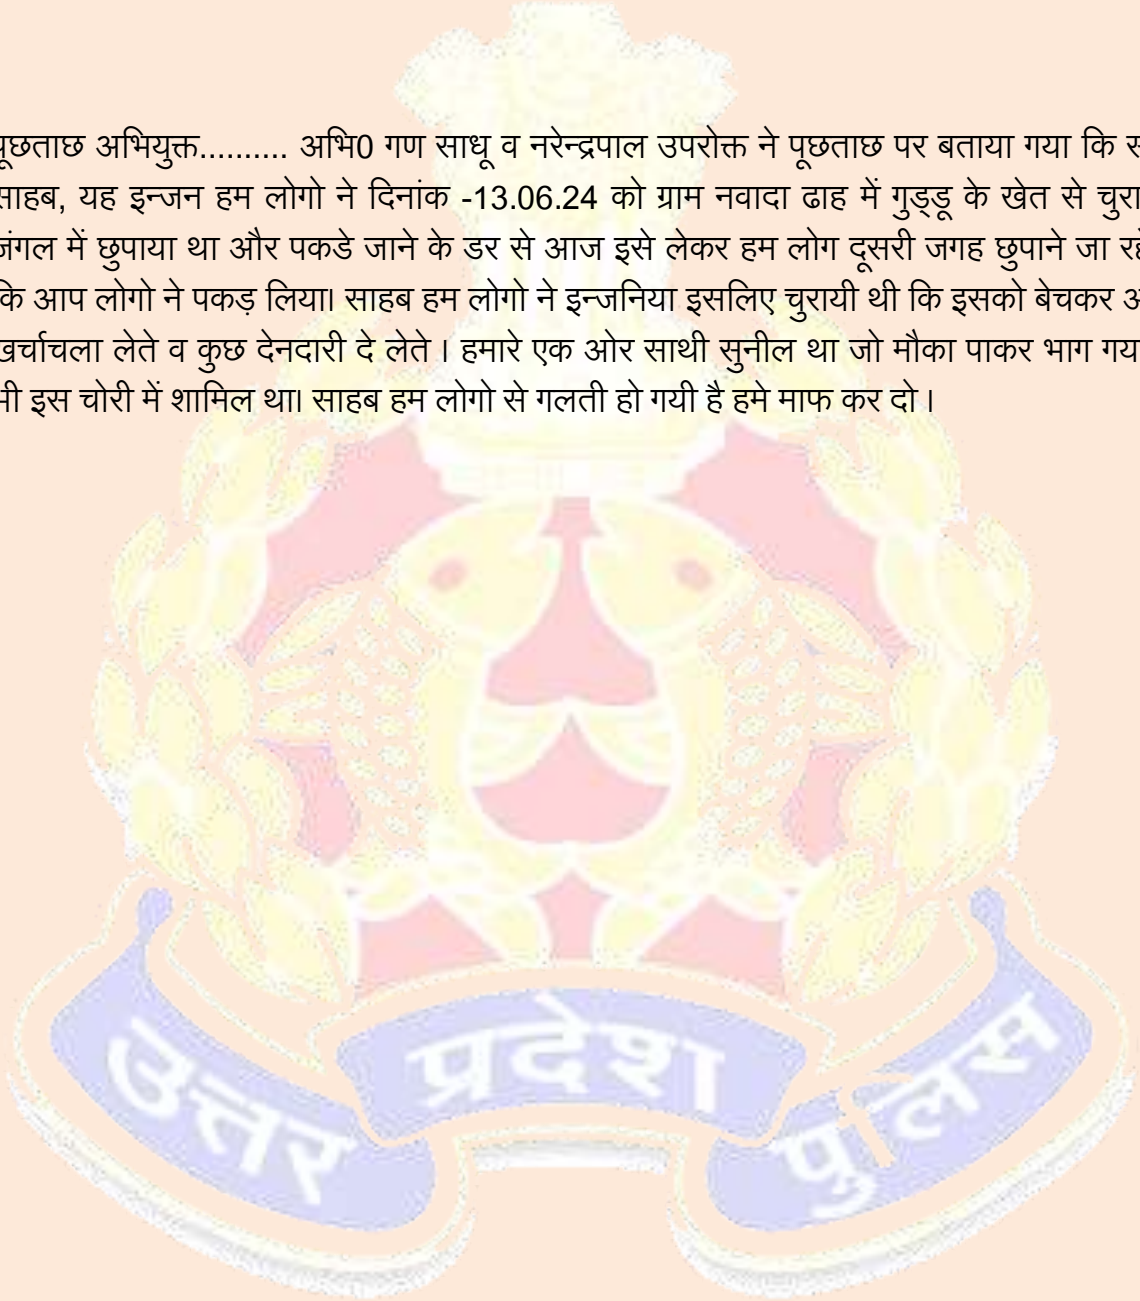 पूछताछ अभियुक्त.......... अभि0 गण साधू व नरेन्द्रपाल उपरोक्त ने पूछताछ पर बताया गया कि
साहब, यह इन्जन हम लोगो ने दिनांक -13.06.24 को ग्राम नवादा ढाह में गुड्डू के खेत से चुरा
जंगल में छुपाया था और पकडे जाने के डर से आज इसे लेकर हम लोग दूसरी जगह छुपाने जा रहे
कि आप लोगो ने पकड़ लिया। साहब हम लोगो ने इन्जनिया इसलिए चुरायी थी कि इसको बेचकर
खर्चाचला लेते व कुछ देनदारी दे लेते । हमारे एक ओर साथी सुनील था जो मौका पाकर भाग गया
भी इस चोरी में शामिल था। साहब हम लोगो से गलती हो गयी है हमे माफ कर दो ।
उत्तर प्रदेश पुलिस